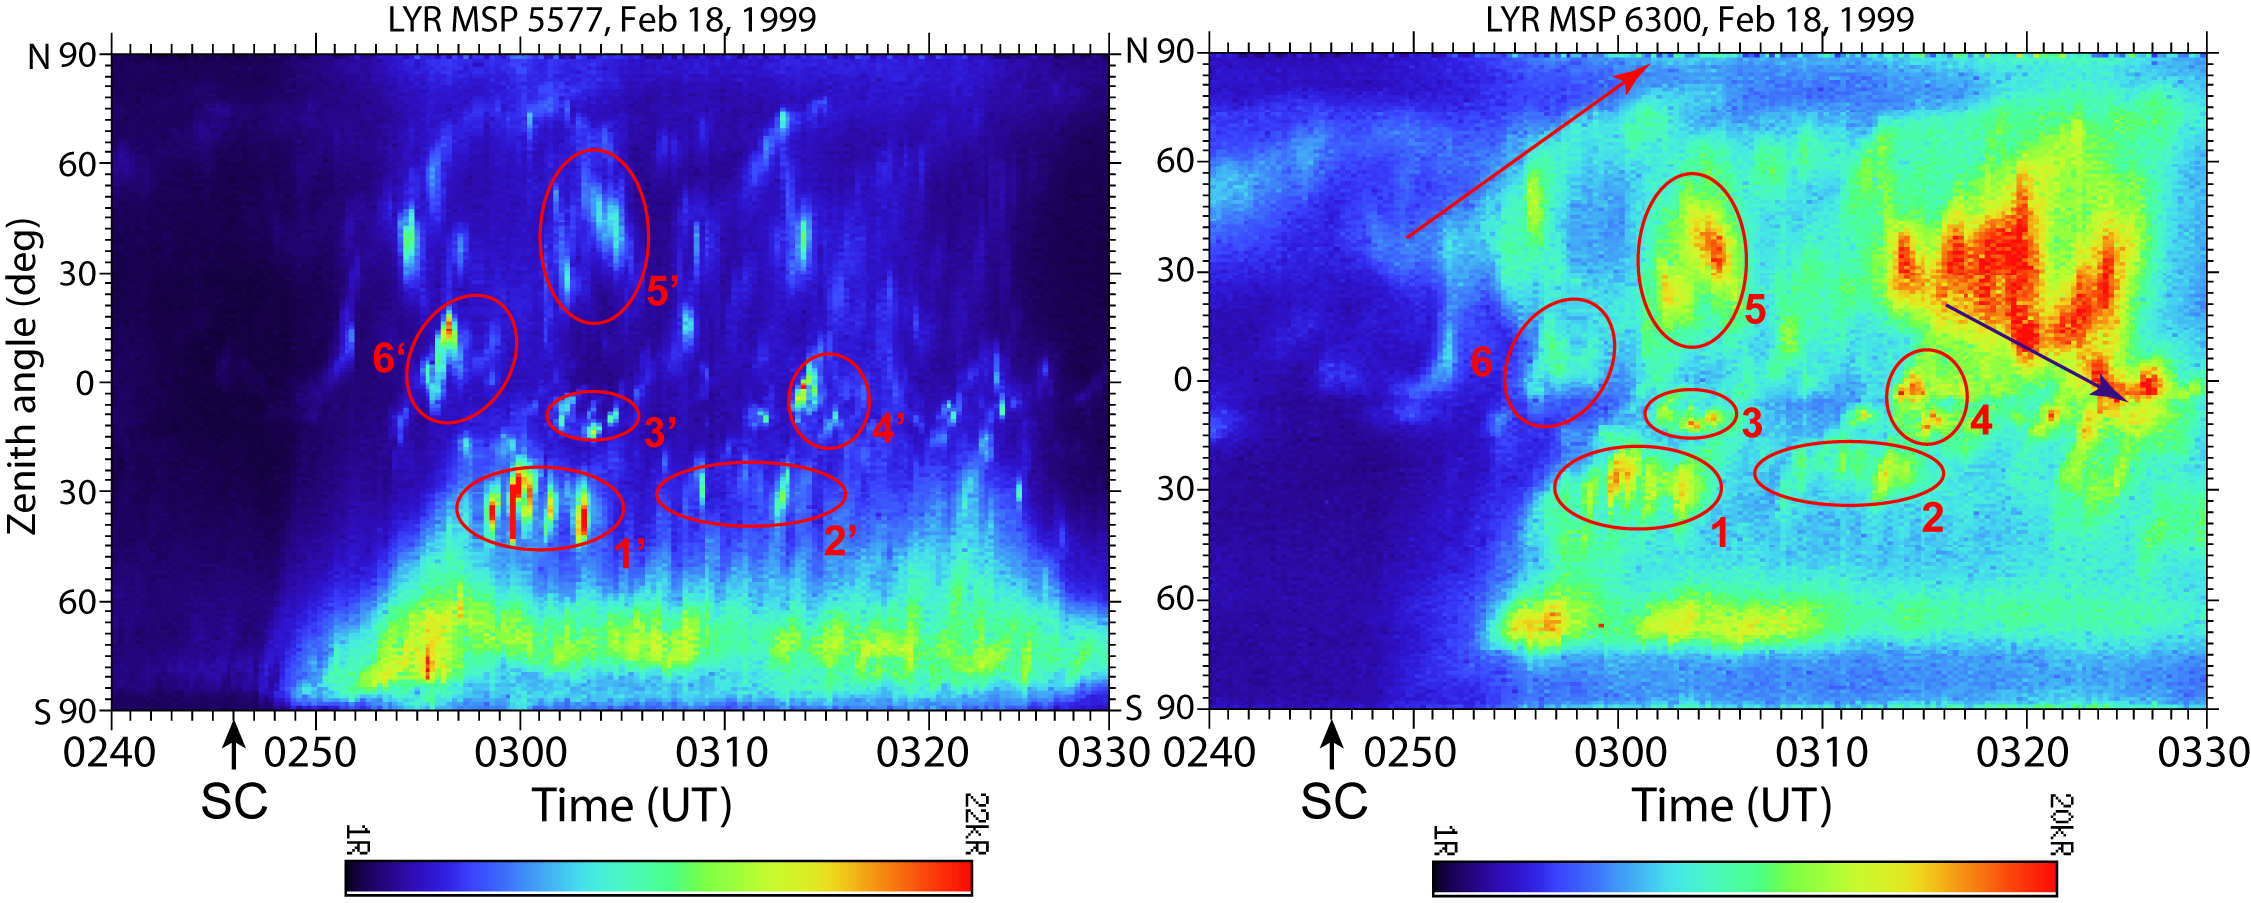 LYR MSP 5577, Feb 18, 1999
N 90
60
30
0
30
60
S 90
Zenith angle (deg)
5’
6‘
3’
4’
1’
2’
0240 0250 0300 0310 0320 0330
SC
Time (UT)
1R 22kR
LYR MSP 6300, Feb 18, 1999
N 90
60
30
0
30
60
S 90
5
6
3
4
1
2
0240 0250 0300 0310 0320 0330
SC
Time (UT)
1R 20kR